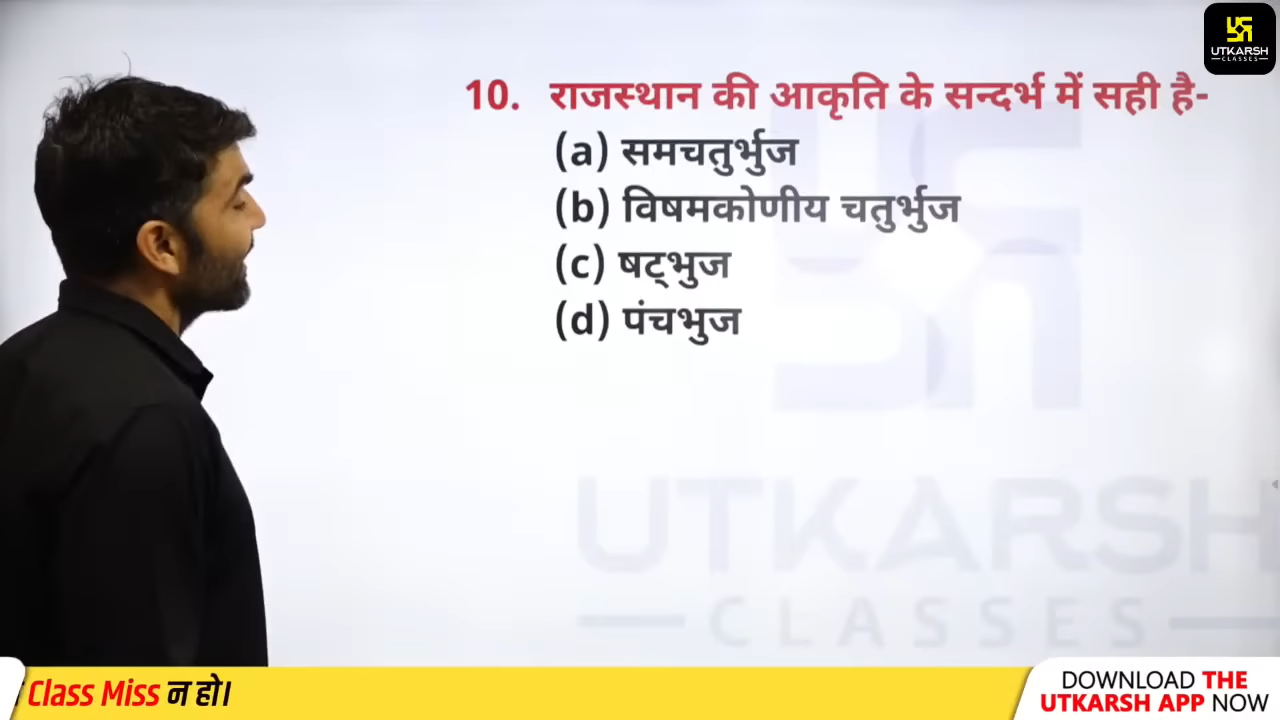 UTKARSH
CLASSES
10. राजस्थान की आकृति के सन्दर्भ में सही है-
(a) समचतुर्भुज
(b) विषमकोणीय चतुर्भुज
(c) षट्भुज
(d) पंचभुज
UTKARSH
CLASSES
Class Miss न हो।
DOWNLOAD THE
UTKARSH APP NOW